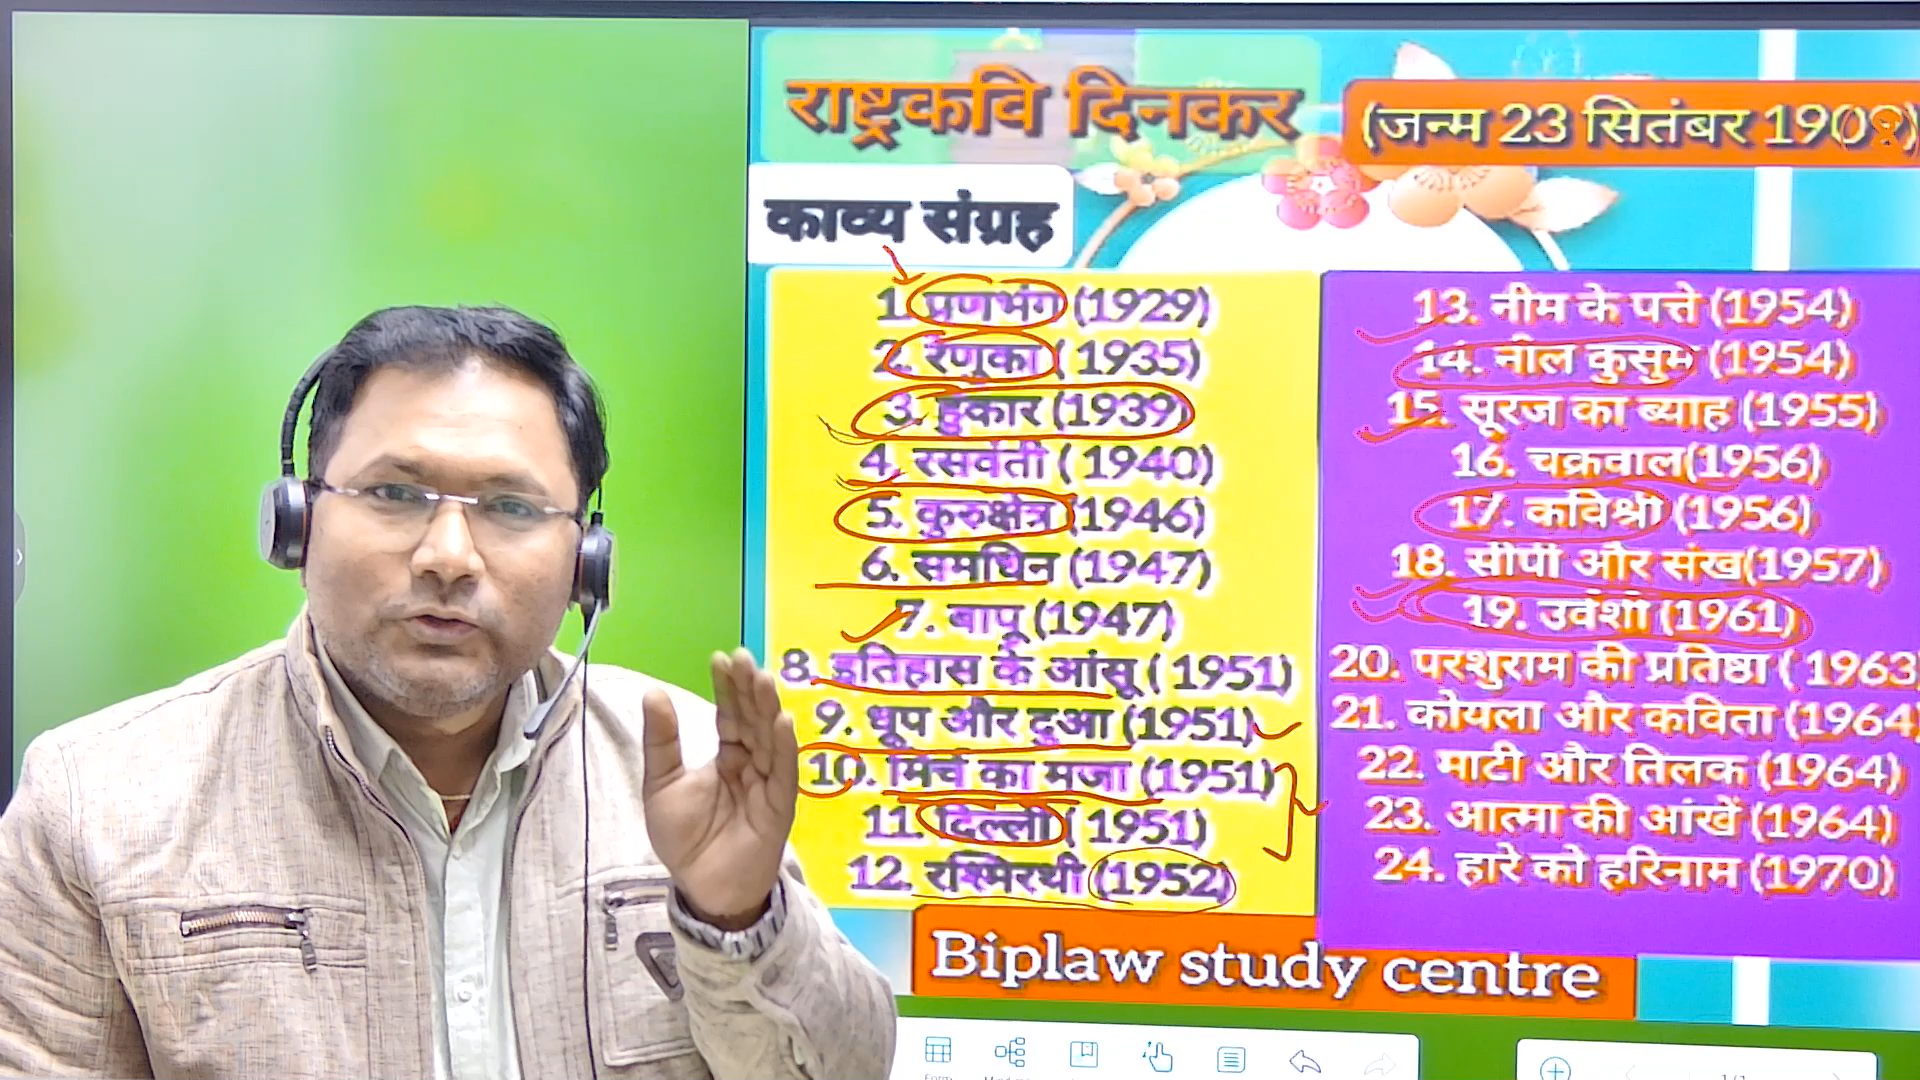 राष्ट्रकवि दिनकर
(जन्म 23 सितंबर 1908)
काव्य संग्रह
1. प्रणभंग (1929)
2. रेणुका ( 1935)
3. हुंकार (1939)
4. रसवंती ( 1940)
5. कुरुक्षेत्र (1946)
6. समधिन (1947)
7. बापू (1947)
8. इतिहास के आंसू ( 1951)
9. धूप और दुआ (1951)
10. मिर्च का मजा (1951)
11. दिल्ली ( 1951)
12. रश्मिरथी (1952)
13. नीम के पत्ते (1954)
14. नील कुसुम (1954)
15. सूरज का ब्याह (1955)
16. चक्रवाल(1956)
17. कविश्री (1956)
18. सीपी और संख(1957)
19. उर्वशी (1961)
20. परशुराम की प्रतिष्ठा ( 1963)
21. कोयला और कविता (1964)
22. माटी और तिलक (1964)
23. आत्मा की आंखें (1964)
24. हारे को हरिनाम (1970)
Biplaw study centre